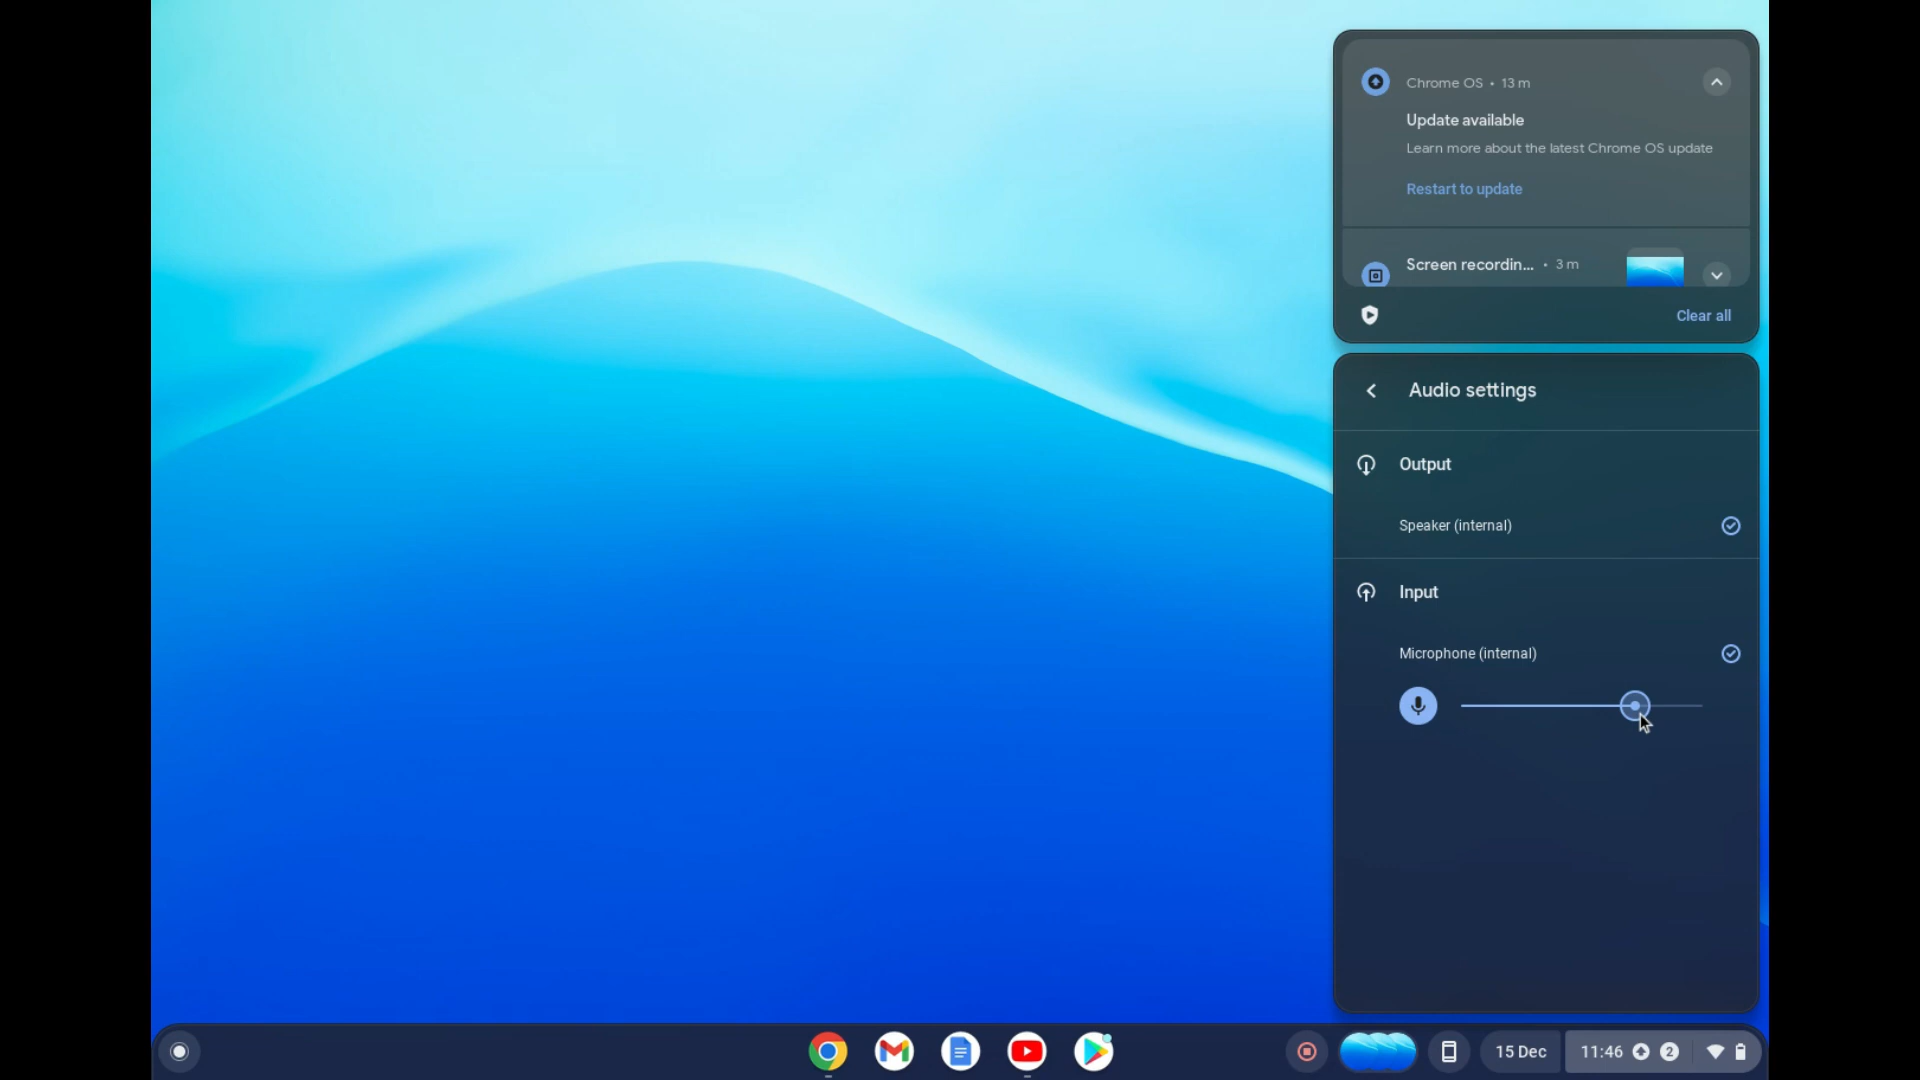 Chrome OS • 13 m
Update available
Learn more about the latest Chrome OS update
Restart to update
Screen recordin... • 3 m
Clear all
Audio settings
Output
Speaker (internal)
Input
Microphone (internal)
15 Dec
11:46
2